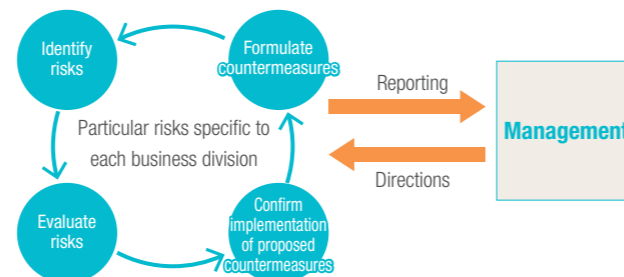 Identify
risks
Formulate
countermeasures
Reporting
Particular risks specific to
each business division
Management
Directions
Evaluate
risks
Confirm
implementation
of proposed
countermeasures